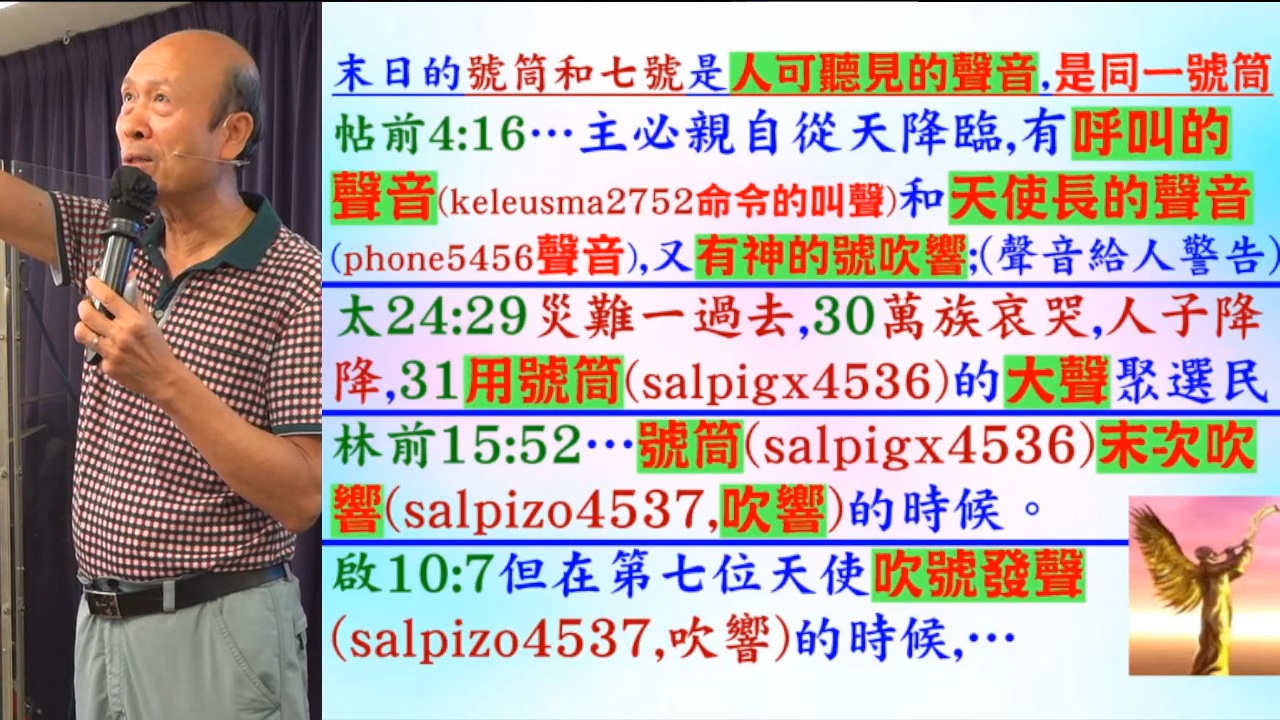 末日的號筒和七號是人可聽見的聲音,是同一號筒
帖前4:16…主必親自從天降臨,有呼叫的
聲音(keleusma2752命令的叫聲)和天使長的聲音
(phone5456聲音),又有神的號吹響;(聲音給人警告)
太24:29災難一過去,30萬族哀哭,人子降
降,31用號筒(salpigx4536)的大聲聚選民
林前15:52…號筒(salpigx4536)末次吹
響(salpizo4537,吹響)的時候。
啟10:7但在第七位天使吹號發聲
(salpizo4537,吹響)的時候,…